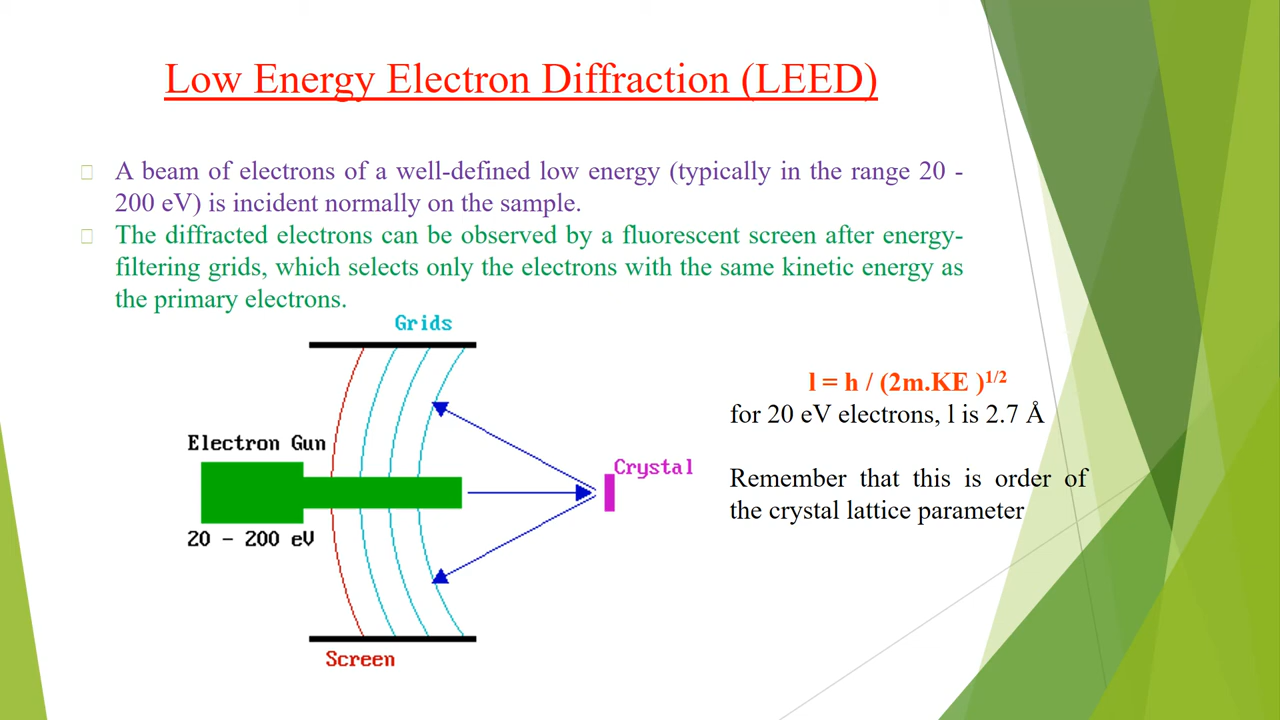 Low Energy Electron Diffraction (LEED)
A beam of electrons of a well-defined low energy (typically in the range 20 -
200 eV) is incident normally on the sample.
The diffracted electrons can be observed by a fluorescent screen after energy-
filtering grids, which selects only the electrons with the same kinetic energy as
the primary electrons.
Grids
Electron Gun
20 - 200 eV
Crystal
Screen
l = h / (2m.KE )1/2
for 20 eV electrons, l is 2.7 Å
Remember that this is order of
the crystal lattice parameter